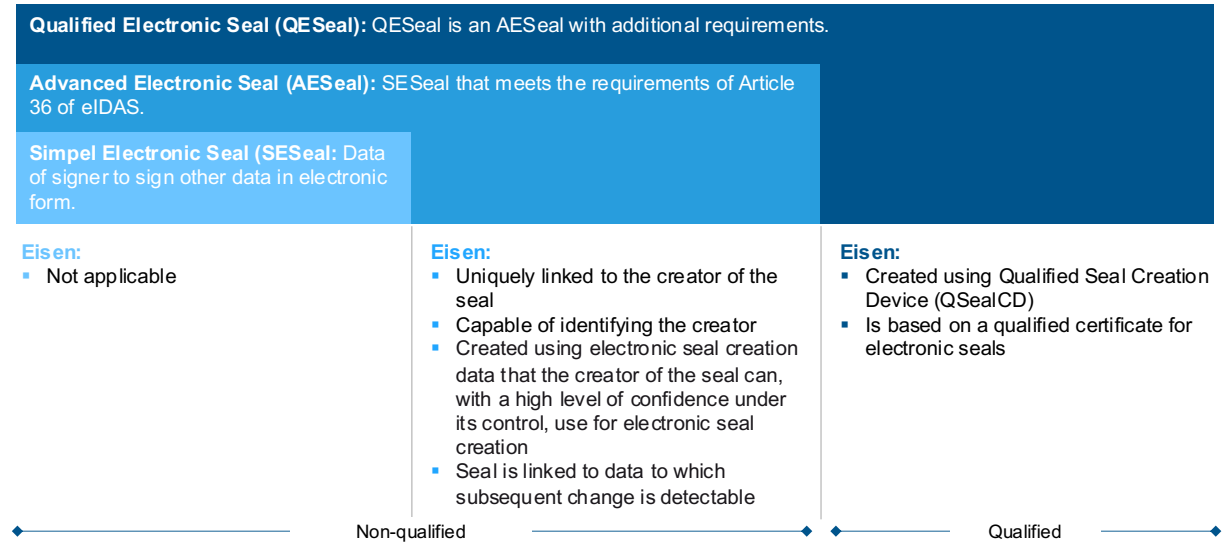 Qualified Electronic Seal (QESeal): QESeal is an AESeal with additional requirements.
Advanced Electronic Seal (AESeal): SESeal that meets the requirements of Article
36 of eIDAS.
Simpel Electronic Seal (SESeal: Data
of signer to sign other data in electronic
form.
Eisen:
▪ Not applicable
Eisen:
▪ Uniquely linked to the creator of the
seal
▪ Capable of identifying the creator
▪ Created using electronic seal creation
data that the creator of the seal can,
with a high level of confidence under
its control, use for electronic seal
creation
▪ Seal is linked to data to which
subsequent change is detectable
Eisen:
▪ Created using Qualified Seal Creation
Device (QSealCD)
▪ Is based on a qualified certificate for
electronic seals
Non-qualified
Qualified